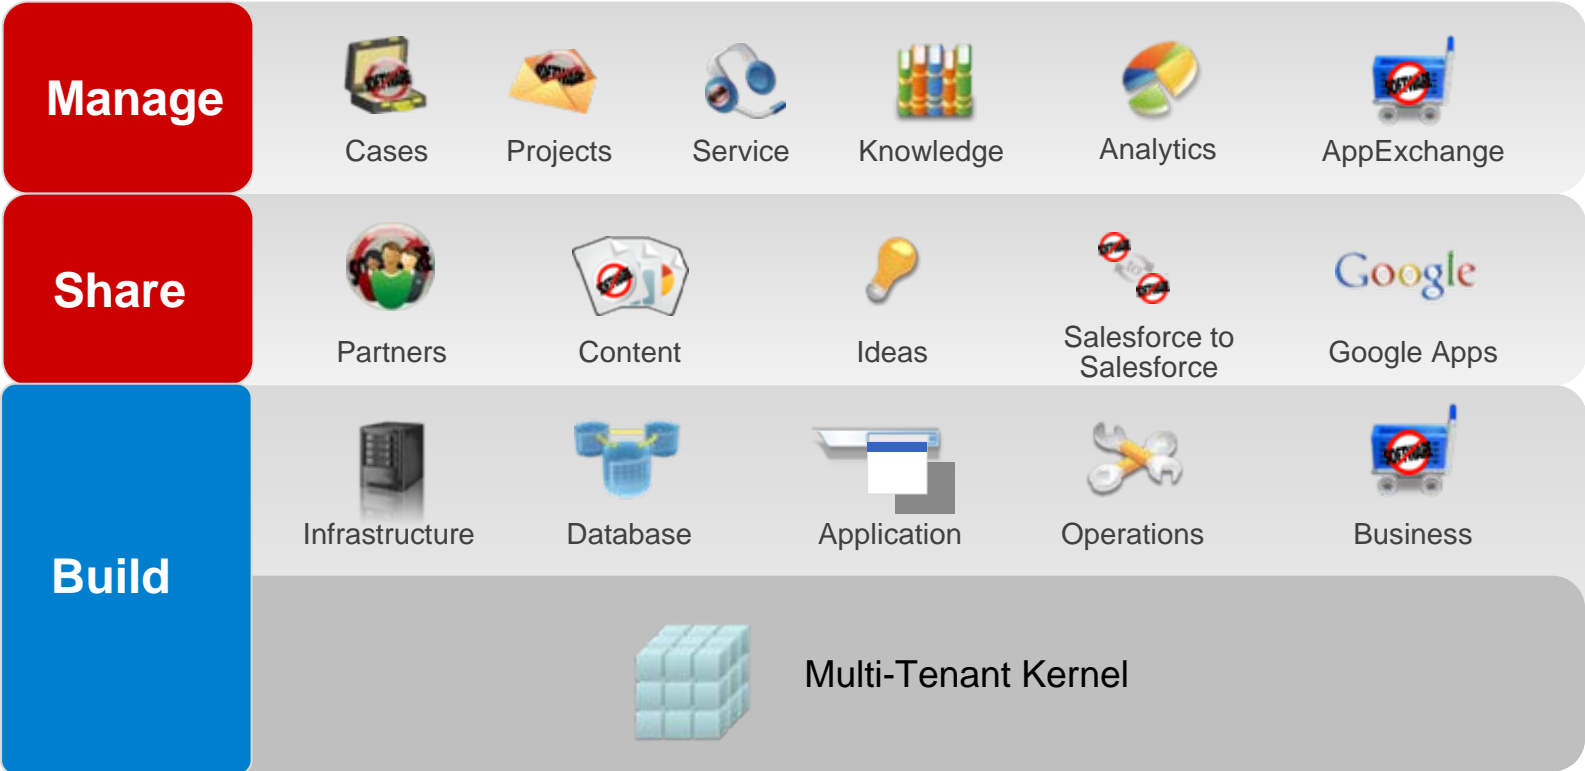 Manage
Cases
Projects
Service
Knowledge
Analytics
AppExchange
Share
Google
Partners
Content
Ideas
Salesforce to
Salesforce
Google Apps
Build
Infrastructure
Database
Application
Operations
Business
Multi-Tenant Kernel